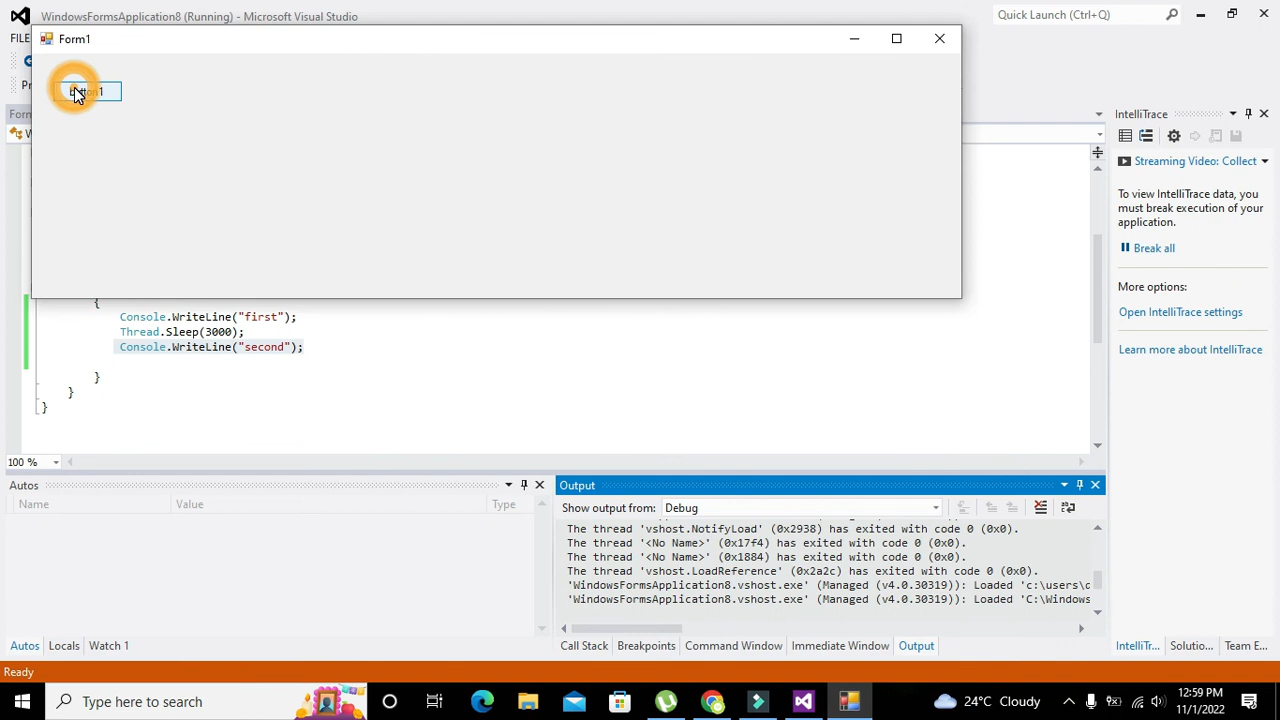 WindowsFormsApplication8 (Running) - Microsoft Visual Studio
Quick Launch (Ctrl+Q)
Form1
IntelliTrace
Streaming Video: Collect
To view IntelliTrace data, you
must break execution of your
application.
Break all
More options:
Open IntelliTrace settings
Learn more about IntelliTrace
{
Console.WriteLine("first");
Thread.Sleep(3000);
Console.WriteLine("second");
}
}
}
100 %
Autos
Name
Value
Type
Output
Show output from:
Debug
The thread 'vshost.NotifyLoad' (0x2938) has exited with code 0 (0x0).
The thread '<No Name>' (0x17f4) has exited with code 0 (0x0).
The thread '<No Name>' (0x1884) has exited with code 0 (0x0).
The thread 'vshost.LoadReference' (0x2a2c) has exited with code 0 (0x0).
'WindowsFormsApplication8.vshost.exe' (Managed (v4.0.30319)): Loaded 'c:\users\
'WindowsFormsApplication8.vshost.exe' (Managed (v4.0.30319)): Loaded 'C:\Windows
Autos Locals Watch 1
Call Stack Breakpoints Command Window Immediate Window Output
IntelliTr... Solutio... Team E...
Ready
Type here to search
24°C Cloudy
12:59 PM
11/1/2022